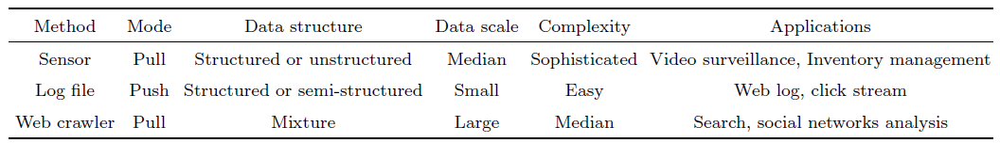 Method Mode Data structure Data scale Complexity Applications
Sensor Pull Structured or unstructured Median Sophisticated Video surveillance, Inventory management
Log file Push Structured or semi-structured Small Easy Web log, click stream
Web crawler Pull Mixture Large Median Search, social networks analysis